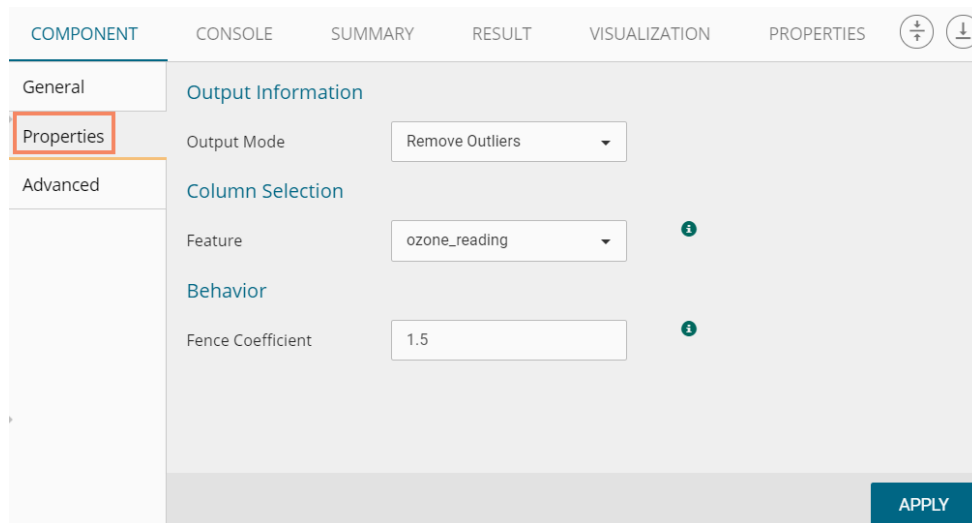 COMPONENT CONSOLE SUMMARY RESULT VISUALIZATION PROPERTIES
General
Properties
Advanced
Output Information
Output Mode Remove Outliers
Column Selection
Feature ozone_reading
Behavior
Fence Coefficient 1.5
APPLY